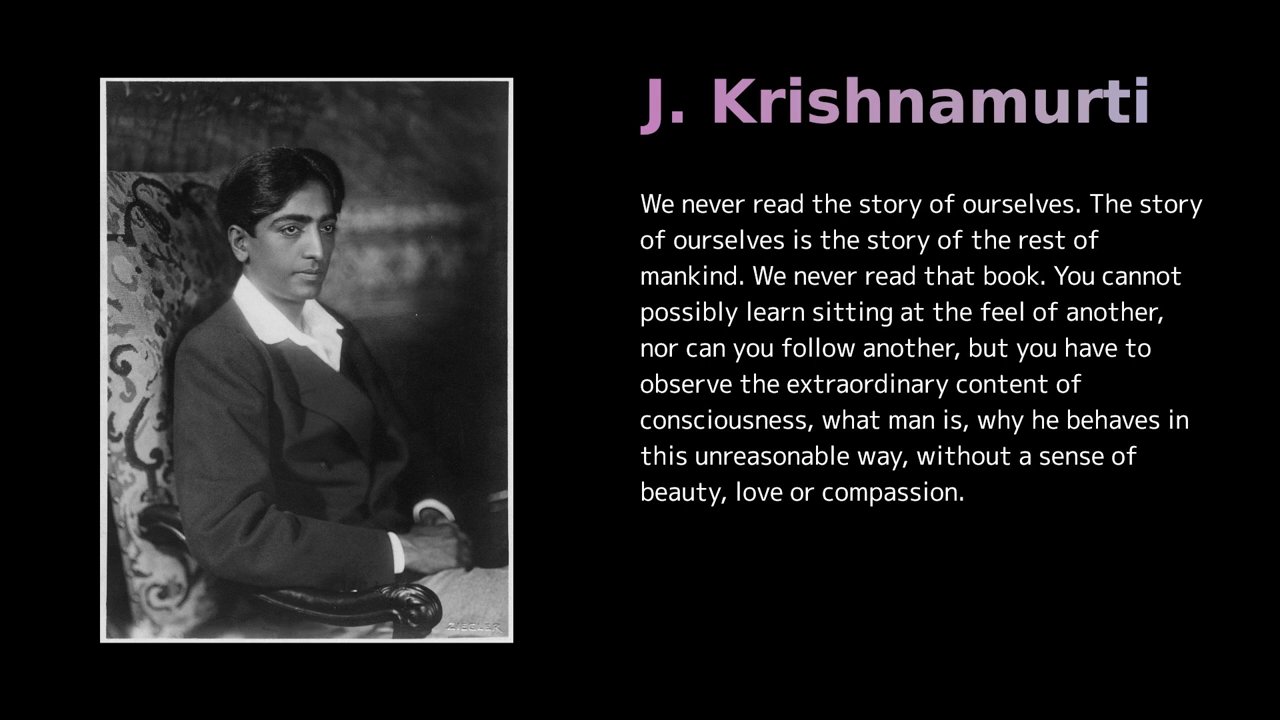 J. Krishnamurti
We never read the story of ourselves. The story
of ourselves is the story of the rest of
mankind. We never read that book. You cannot
possibly learn sitting at the feel of another,
nor can you follow another, but you have to
observe the extraordinary content of
consciousness, what man is, why he behaves in
this unreasonable way, without a sense of
beauty, love or compassion.
ZIEGLER